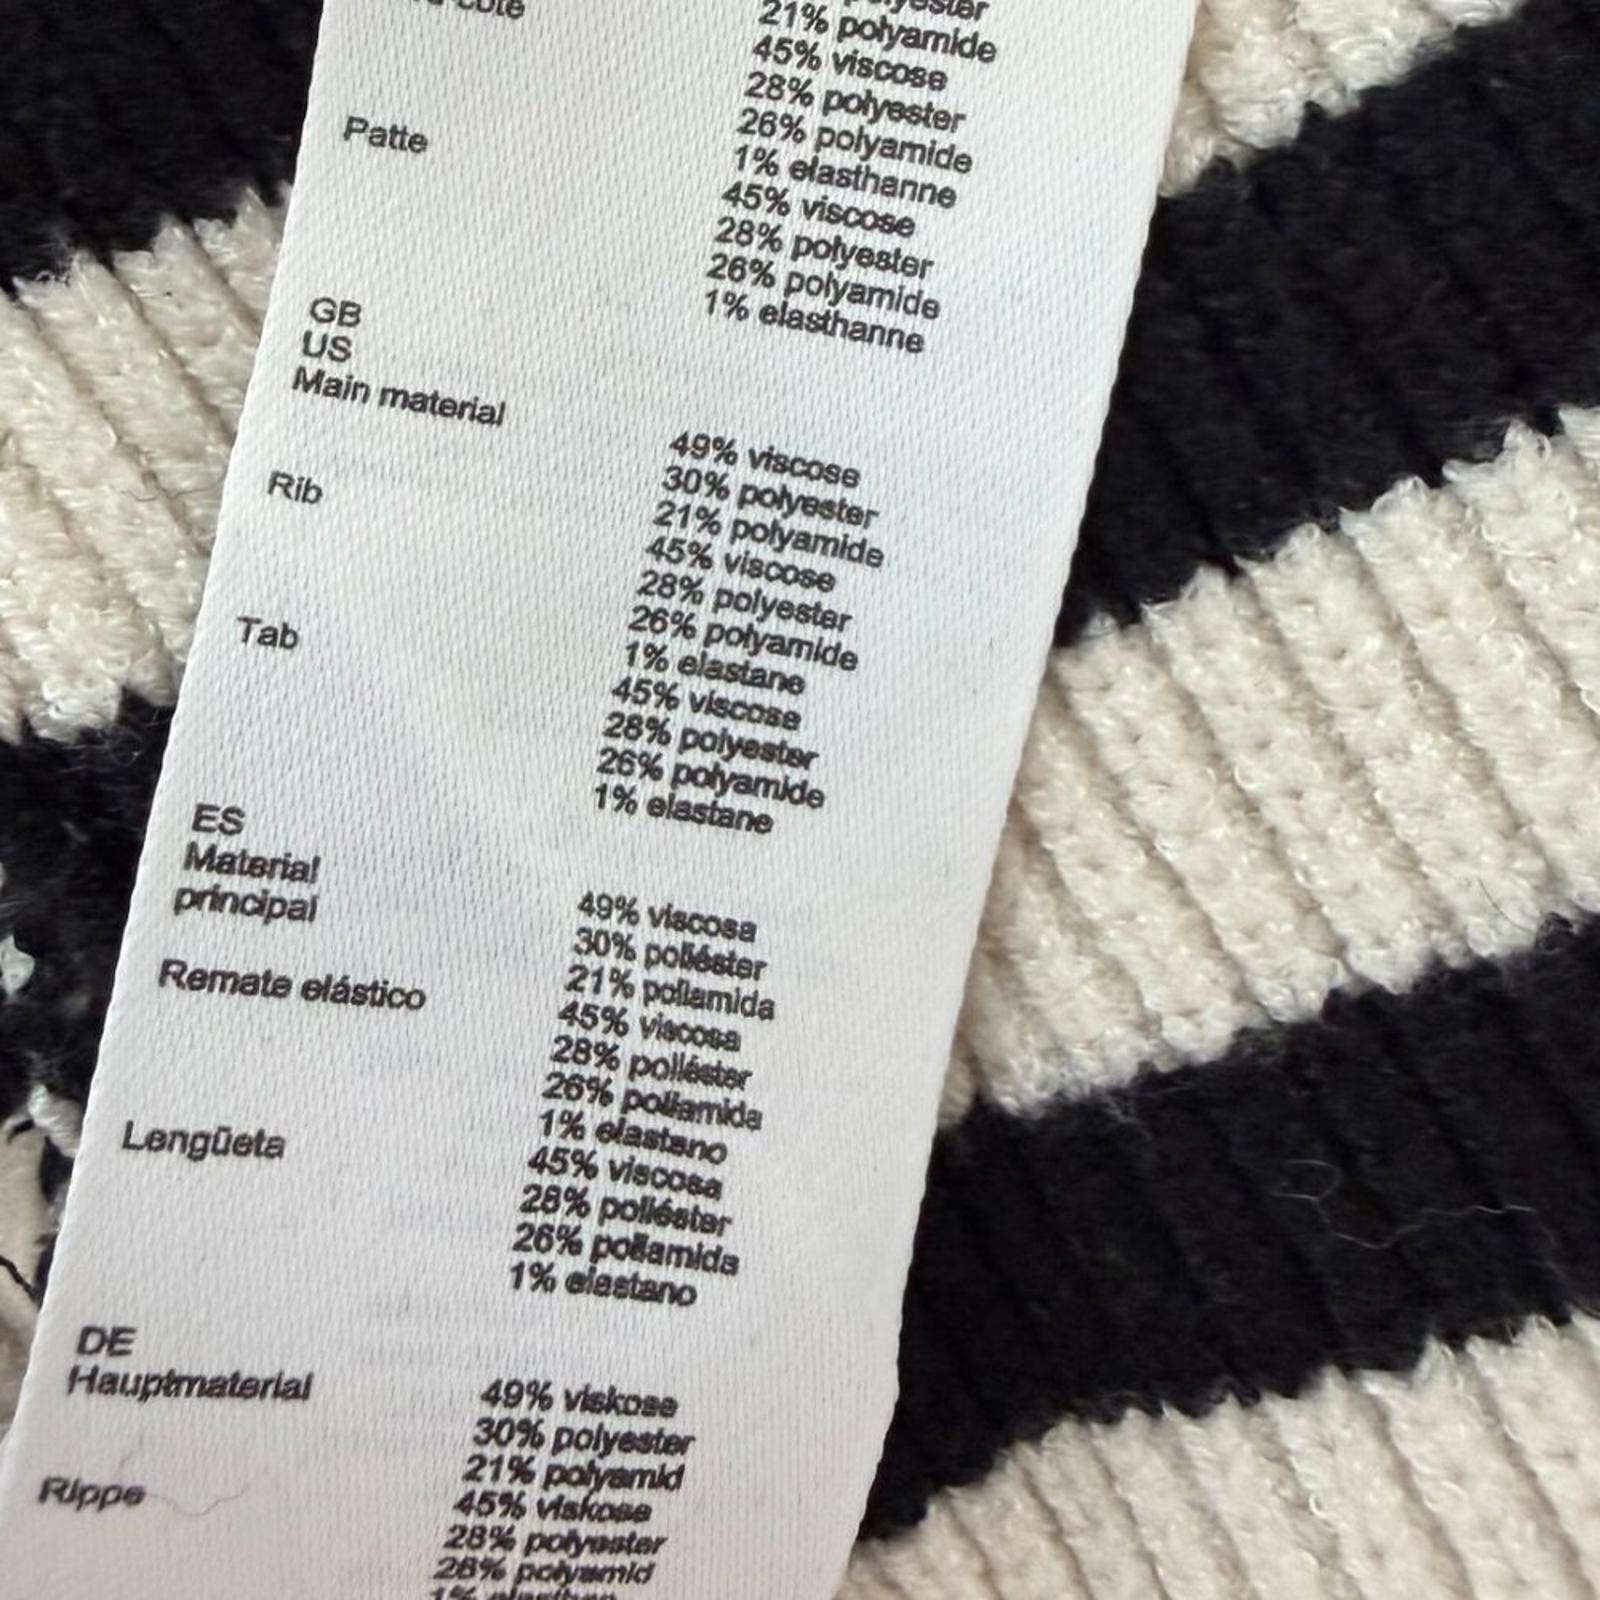 21% polyamide
45% viscose
28% polyester
Patte
26% polyamide
1% elasthanne
45% viscose
28% polyester
26% polyamide
1% elasthanne
GB
US
Main material
49% viscose
30% polyester
21% polyamide
Rib
45% viscose
28% polyester
26% polyamide
1% elastane
Tab
45% viscose
28% polyester
26% polyamide
1% elastane
ES
Material
principal
49% viscosa
30% poliéster
21% poliamida
Remate elástico
45% viscosa
28% poliéster
26% poliamida
1% elastano
Lengüeta
45% viscosa
28% poliéster
26% poliamida
1% elastano
DE
Hauptmaterial
49% viskose
30% polyester
21% polyamid
Rippe
45% viskose
28% polyester
26% polyamid